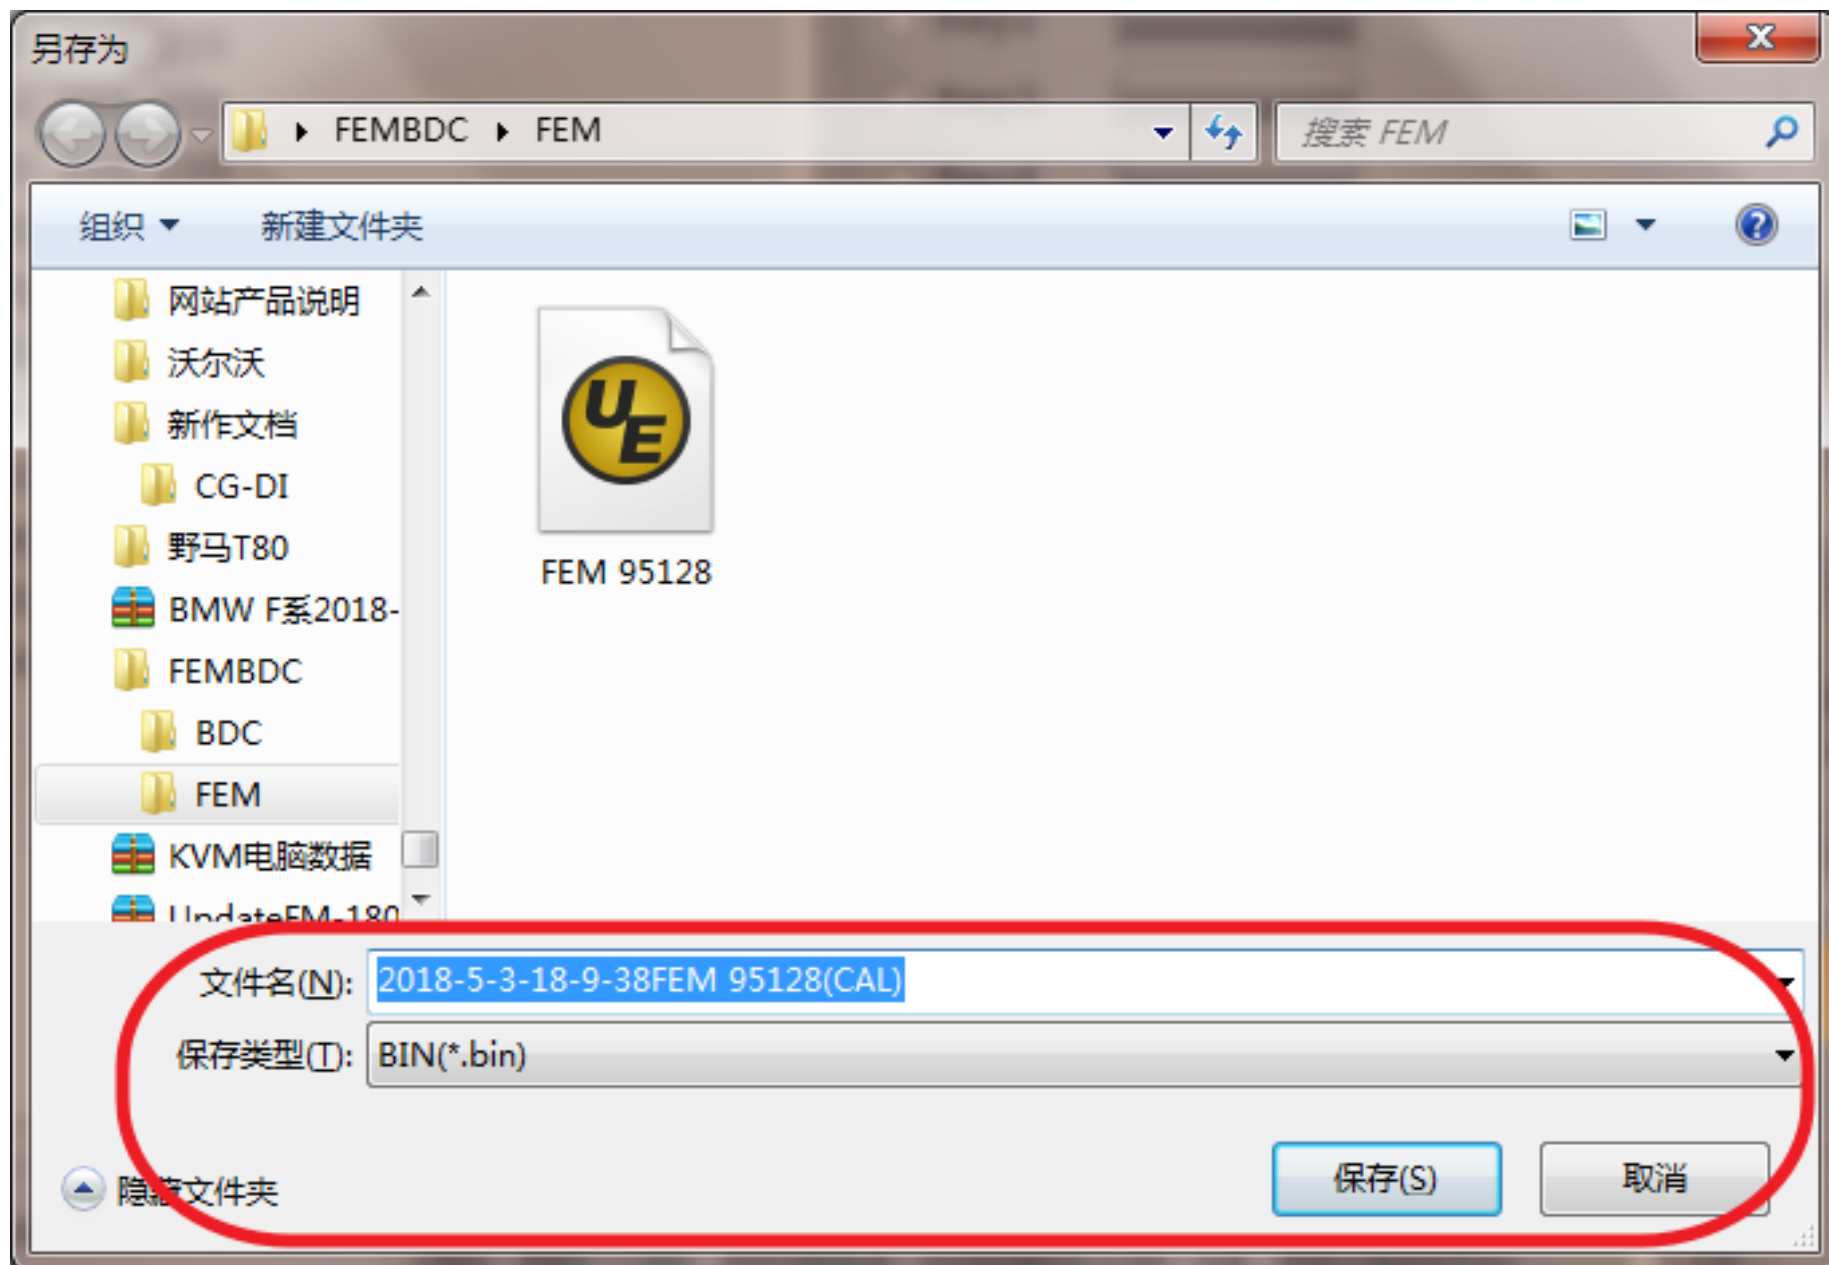 另存为
FEMBDC FEM
搜索 FEM
组织 新建文件夹
网站产品说明
沃尔沃
新作文档
CG-DI
野马T80
BMW F系2018-
FEMBDC
BDC
FEM
KVM电脑数据
UpdateFM-180
UE
FEM 95128
文件名(N): 2018-5-3-18-9-38FEM 95128(CAL)
保存类型(T): BIN(*.bin)
隐藏文件夹
保存(S) 取消